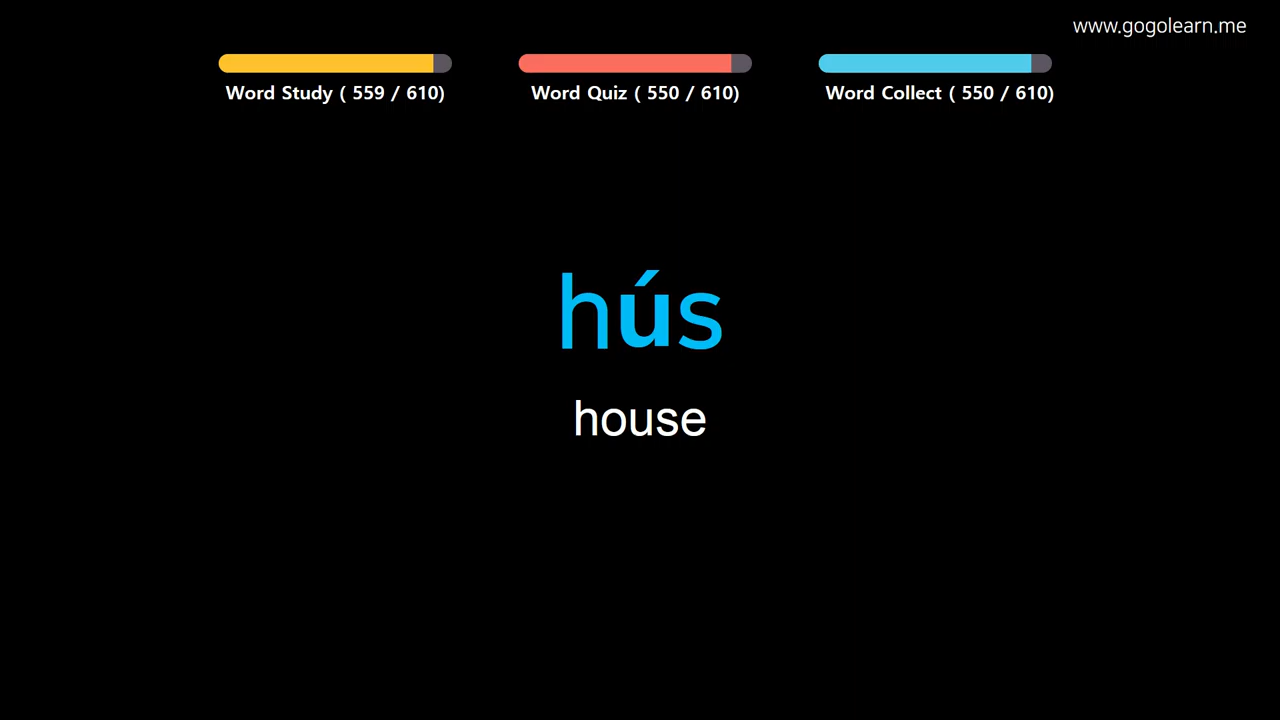 www.gogolearn.me
Word Study ( 559 / 610)
Word Quiz ( 550 / 610)
Word Collect ( 550 / 610)
hús
house